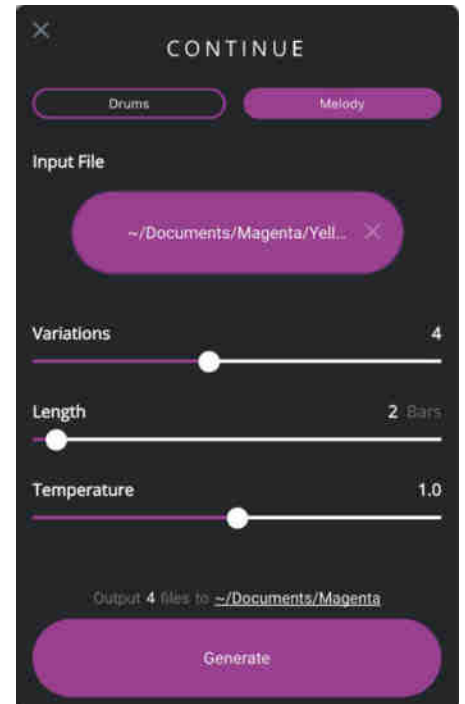 CONTINUE
Drums Melody
Input File
~/Documents/Magenta/Yell...
Variations 4
Length 2 Bars
Temperature 1.0
Output 4 files to ~/Documents/Magenta
Generate